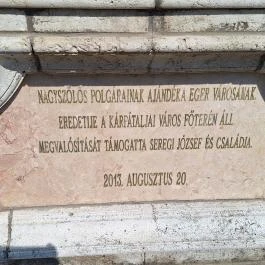 NAGYSZŐLŐS POLGÁRAINAK AJÁNDÉKA EGER VÁROSÁNAK.
EREDETIJE A KÁRPÁTALJAI VÁROS FŐTERÉN ÁLL.
MEGVALÓSÍTÁSÁT TÁMOGATTA SEREGI JÓZSEF ÉS CSALÁDJA.
2013. AUGUSZTUS 20.